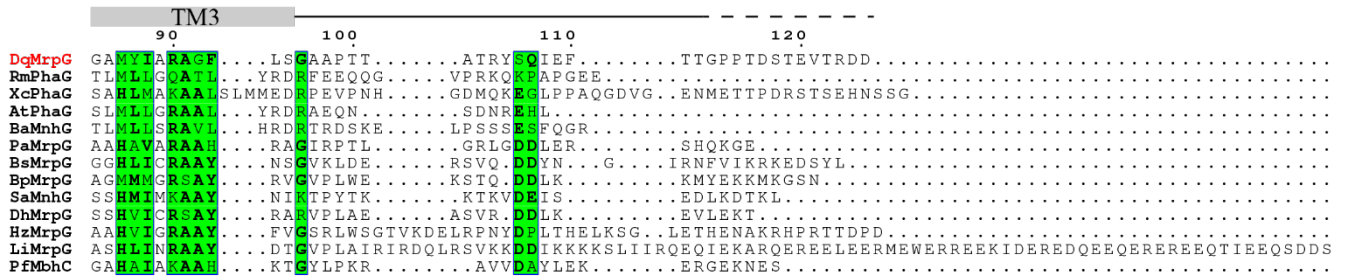 TM3
90 100 110 120
DqMrpG GAMYIARAGF....LSGAAPTT........ATRYSQIEF......TTGPPTDSTEVTRDD
RmPhaG TLMLLGQATL...YRDRFEEQQG.......VPRKQKPAPGEE
XcPhaG SAHLMAKAALSLMMEDRPEVPNH......GDMQKEGLPPAQGDVG..ENMETTPDRSTSEHNSSG
AtPhaG SLMLLGRAAL...YRDRAEQN.........SDNREHL
BaMnhG TLMLLSRAVL...HRDRTRDSKE......LPSSSESFQGR
PaMrpG AAHAVARAAH....RAGIRPTL.......GRLGDDLER......SHQKGE
BsMrpG GGHLICRAAY....NSGVKLDE.......RSVQ.DDYN...G...IRNFVIKRKEDSYL
BpMrpG AGMMMGRSAY....RVGVPLWE.......KSTQ.DDLK.......KMYEKKMKGSN
SaMnhG SSHMIMKAAY....NIKTPYTK.......KTKVDEIS.......EDLKDTKL
DhMrpG SSHVICRSAY....RARVPLAE.......ASVR.DDLK.......EVLEKT
HzMrpG AAHVIGRAAY....FVGSRLWSGTVKDELRPNYDPLTHELKSG..LETHENAKRHPRTTDPD
LiMrpG ASHLINRAAY....DTGVPLAIRIRDQLRSVKKDDIKKKKSLIIRQEQIEKARQEREELEERMEWERREEKIDEREDQEEQEREREEQTIEEQSDDS
PfMbhC GAHAIAKAAH....KTGYLPKR........AVVDAYLEK......ERGEKNES